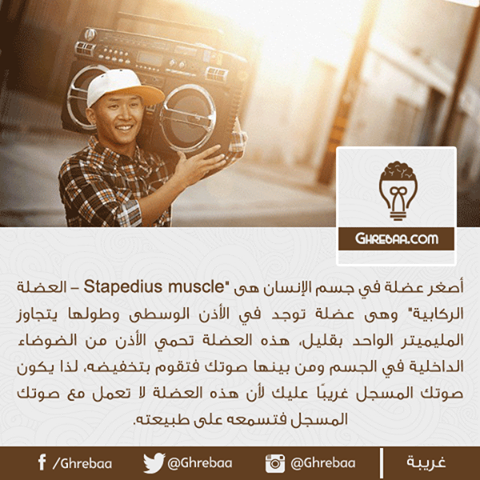 GHREBAA.COM
أصغر عضلة في جسم الإنسان هى "Stapedius muscle – العضلة
الركابية" وهى عضلة توجد في الأذن الوسطى وطولها يتجاوز
المليميتر الواحد بقليل، هذه العضلة تحمي الأذن من الضوضاء
الداخلية في الجسم ومن بينها صوتك فتقوم بتخفيضه، لذا يكون
صوتك المسجل غريبًا عليك لأن هذه العضلة لا تعمل مع صوتك
المسجل فتسمعه على طبيعته.
f /Ghrebaa @Ghrebaa @Ghrebaa | غريبة